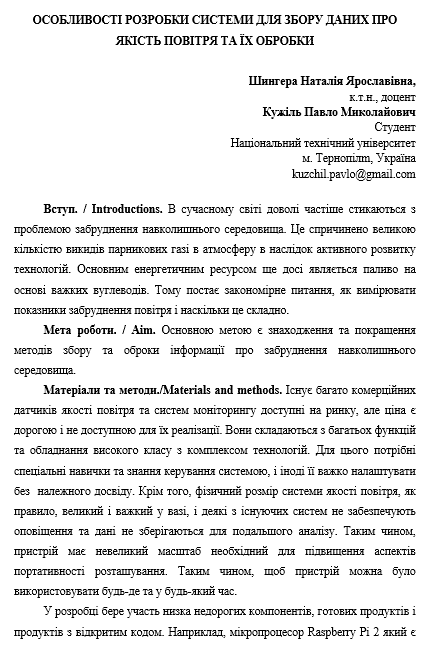 ОСОБЛИВОСТІ РОЗРОБКИ СИСТЕМИ ДЛЯ ЗБОРУ ДАНИХ ПРО
ЯКІСТЬ ПОВІТРЯ ТА ЇХ ОБРОБКИ
Шингера Наталія Ярославівна,
к.т.н., доцент
Кужіль Павло Миколайович
Студент
Національний технічний університет
м. Тернопілm, Україна
kuzchil.pavlo@gmail.com
Вступ. / Introductions. В сучасному світі доволі частіше стикаються з
проблемою забруднення навколишнього середовища. Це спричинено великою
кількістю викидів парникових газі в атмосферу в наслідок активного розвитку
технологій. Основним енергетичним ресурсом ще досі являється паливо на
основі важких вуглеводів. Тому постає закономірне питання, як вимірювати
показники забруднення повітря і наскільки це складно.
Мета роботи. / Aim. Основною метою є знаходження та покращення
методів збору та оброки інформації про забруднення навколишнього
середовища.
Матеріали та методи./Materials and methods. Існує багато комерційних
датчиків якості повітря та систем моніторингу доступні на ринку, але ціна є
дорогою і не доступною для їх реалізації. Вони складаються з багатьох функцій
та обладнання високого класу з комплексом технологій. Для цього потрібні
спеціальні навички та знання керування системою, і іноді її важко налаштувати
без належного досвіду. Крім того, фізичний розмір системи якості повітря, як
правило, великий і важкий у вазі, і деякі з існуючих систем не забезпечують
оповіщення та дані не зберігаються для подальшого аналізу. Таким чином,
пристрій має невеликий масштаб необхідний для підвищення аспектів
портативності розташування. Таким чином, щоб пристрій можна було
використовувати будь-де та у будь-який час.
У розробці бере участь низка недорогих компонентів, готових продуктів і
продуктів з відкритим кодом. Наприклад, мікропроцесор Raspberry Pi 2 який є